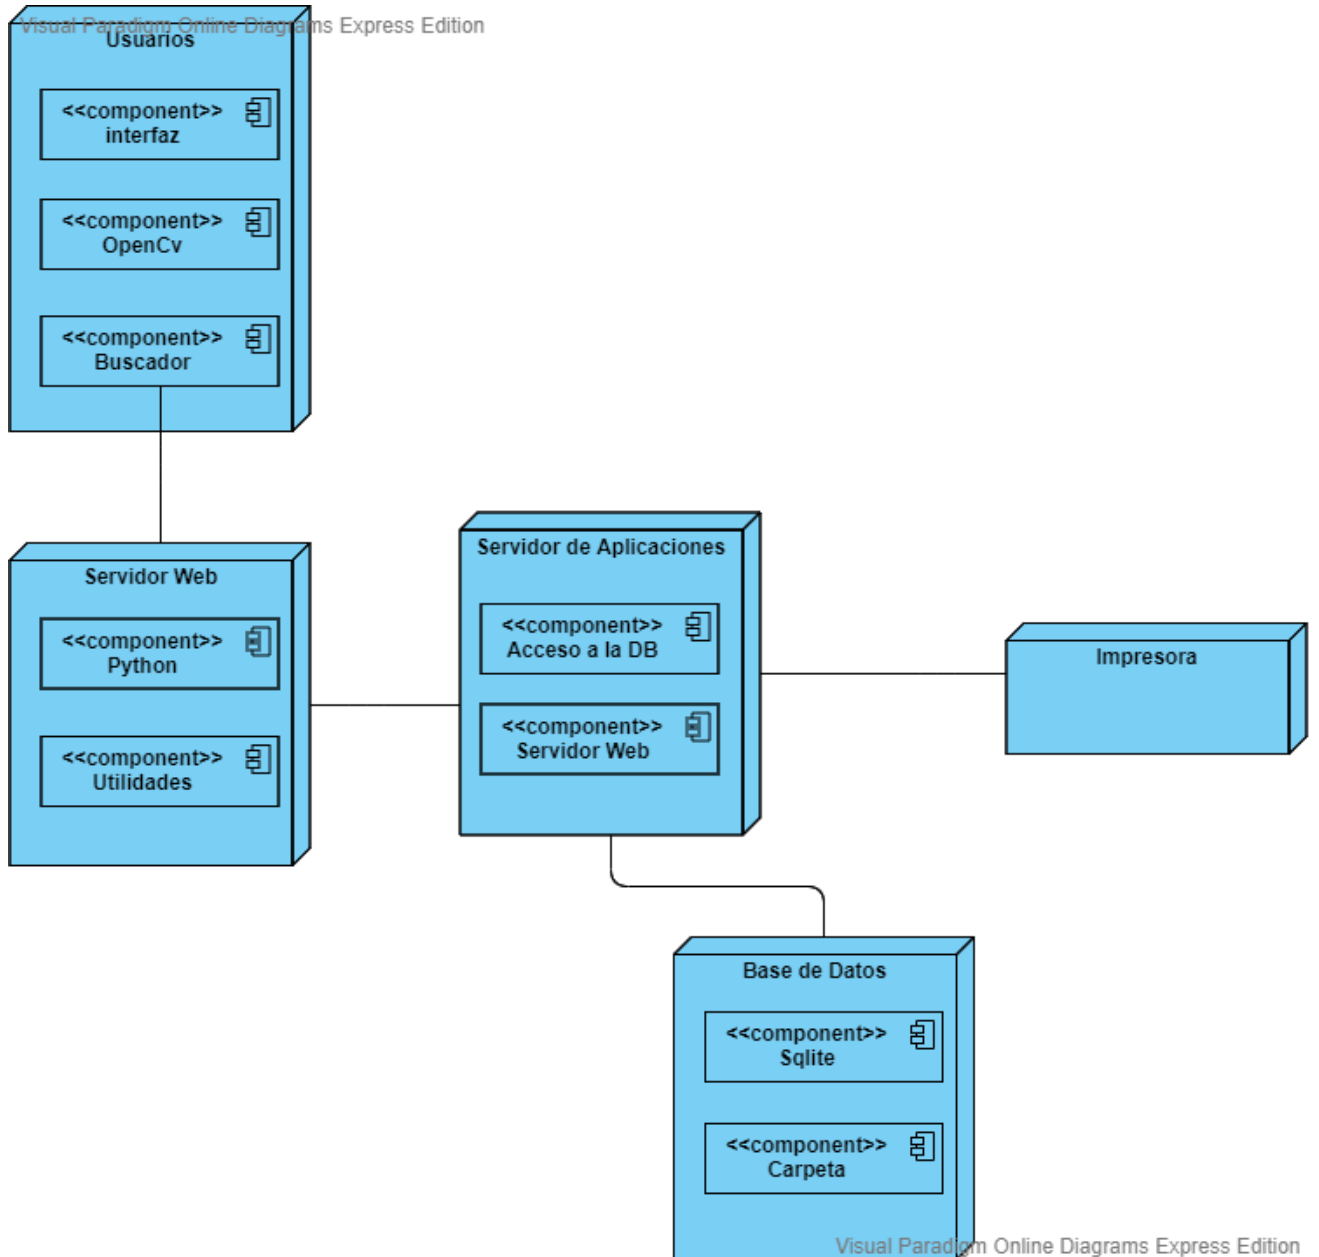 Visual Paradigm Online Diagrams Express Edition
Usuários
<<component>>
interfaz
<<component>>
OpenCv
<<component>>
Buscador
Servidor Web
<<component>>
Python
<<component>>
Utilidades
Servidor de Aplicaciones
<<component>>
Acceso a la DB
<<component>>
Servidor Web
Impresora
Base de Datos
<<component>>
Sqlite
<<component>>
Carpeta
Visual Paradigm Online Diagrams Express Edition